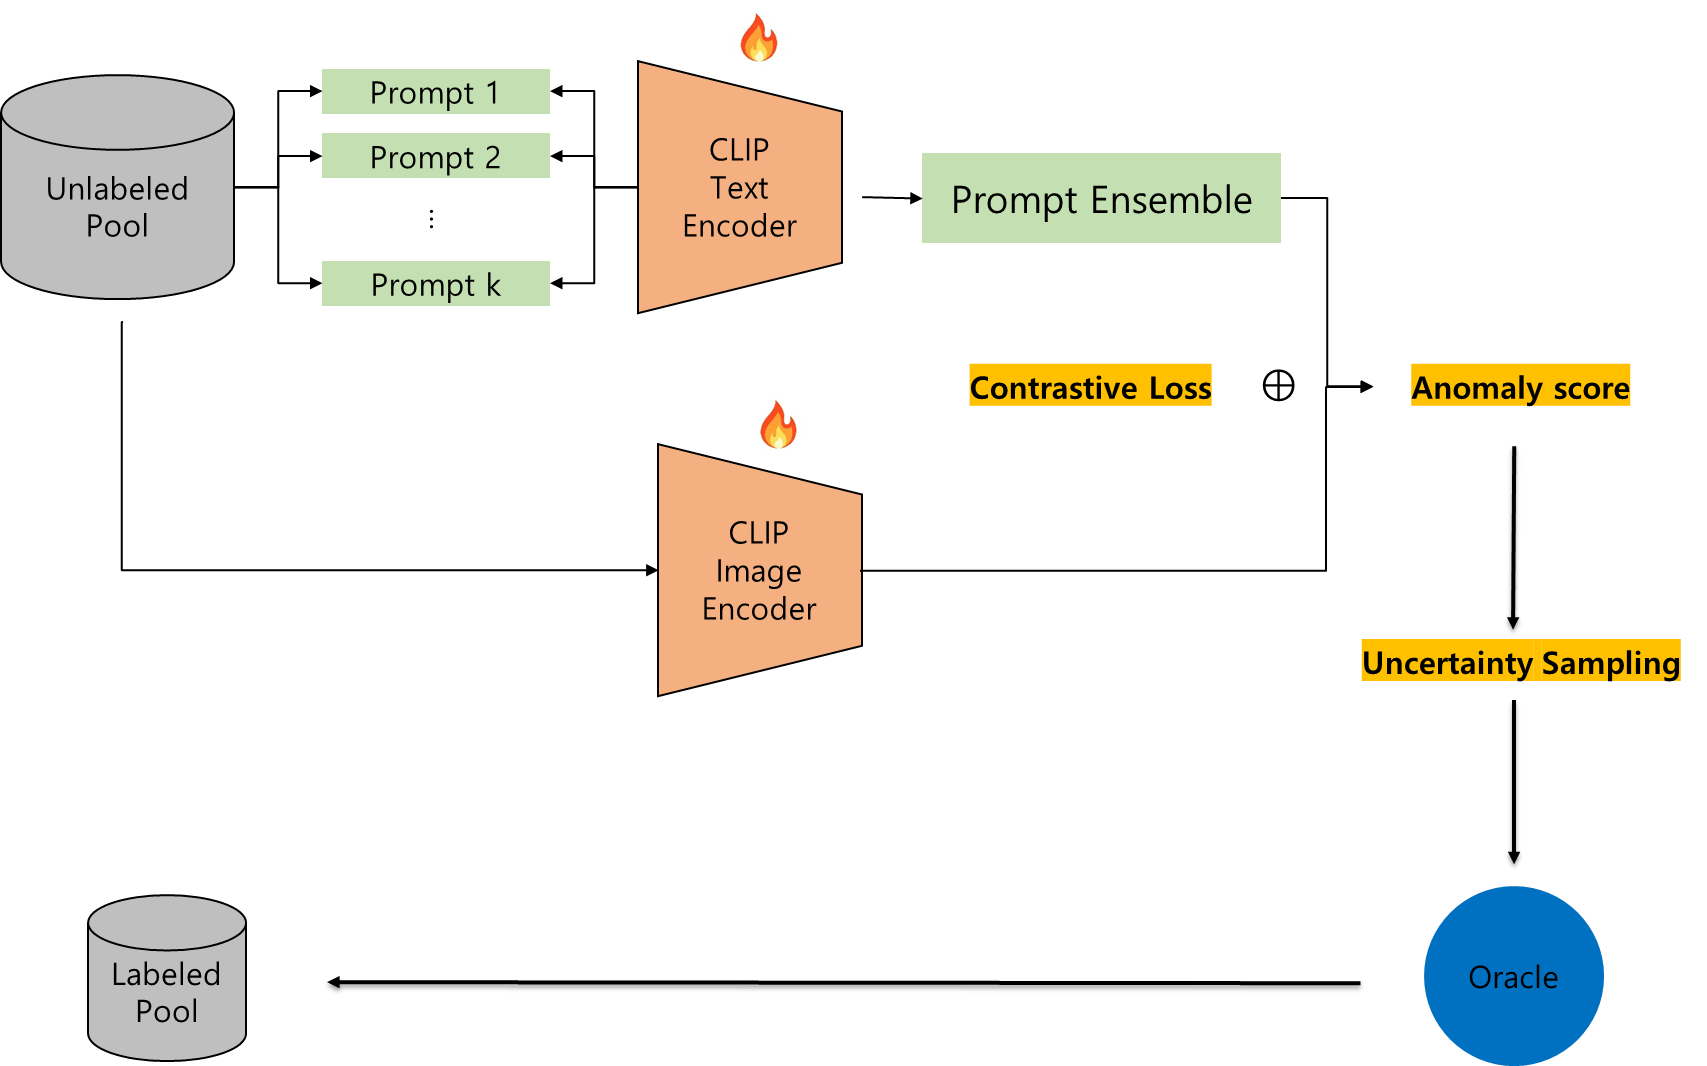 Unlabeled
Pool
Prompt 1
Prompt 2
⋮
Prompt k
CLIP
Text
Encoder
Prompt Ensemble
Contrastive Loss
Anomaly score
CLIP
Image
Encoder
Uncertainty Sampling
Oracle
Labeled
Pool